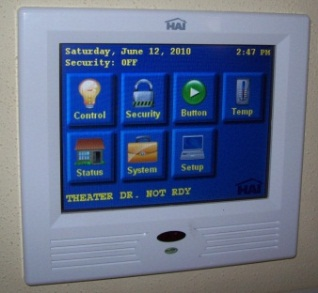 HAI
Saturday, June 12, 2010 2:47 PM
Security: OFF
Control Security Button Temp
Status System Setup
HAI
THEATER DR. NOT RDY